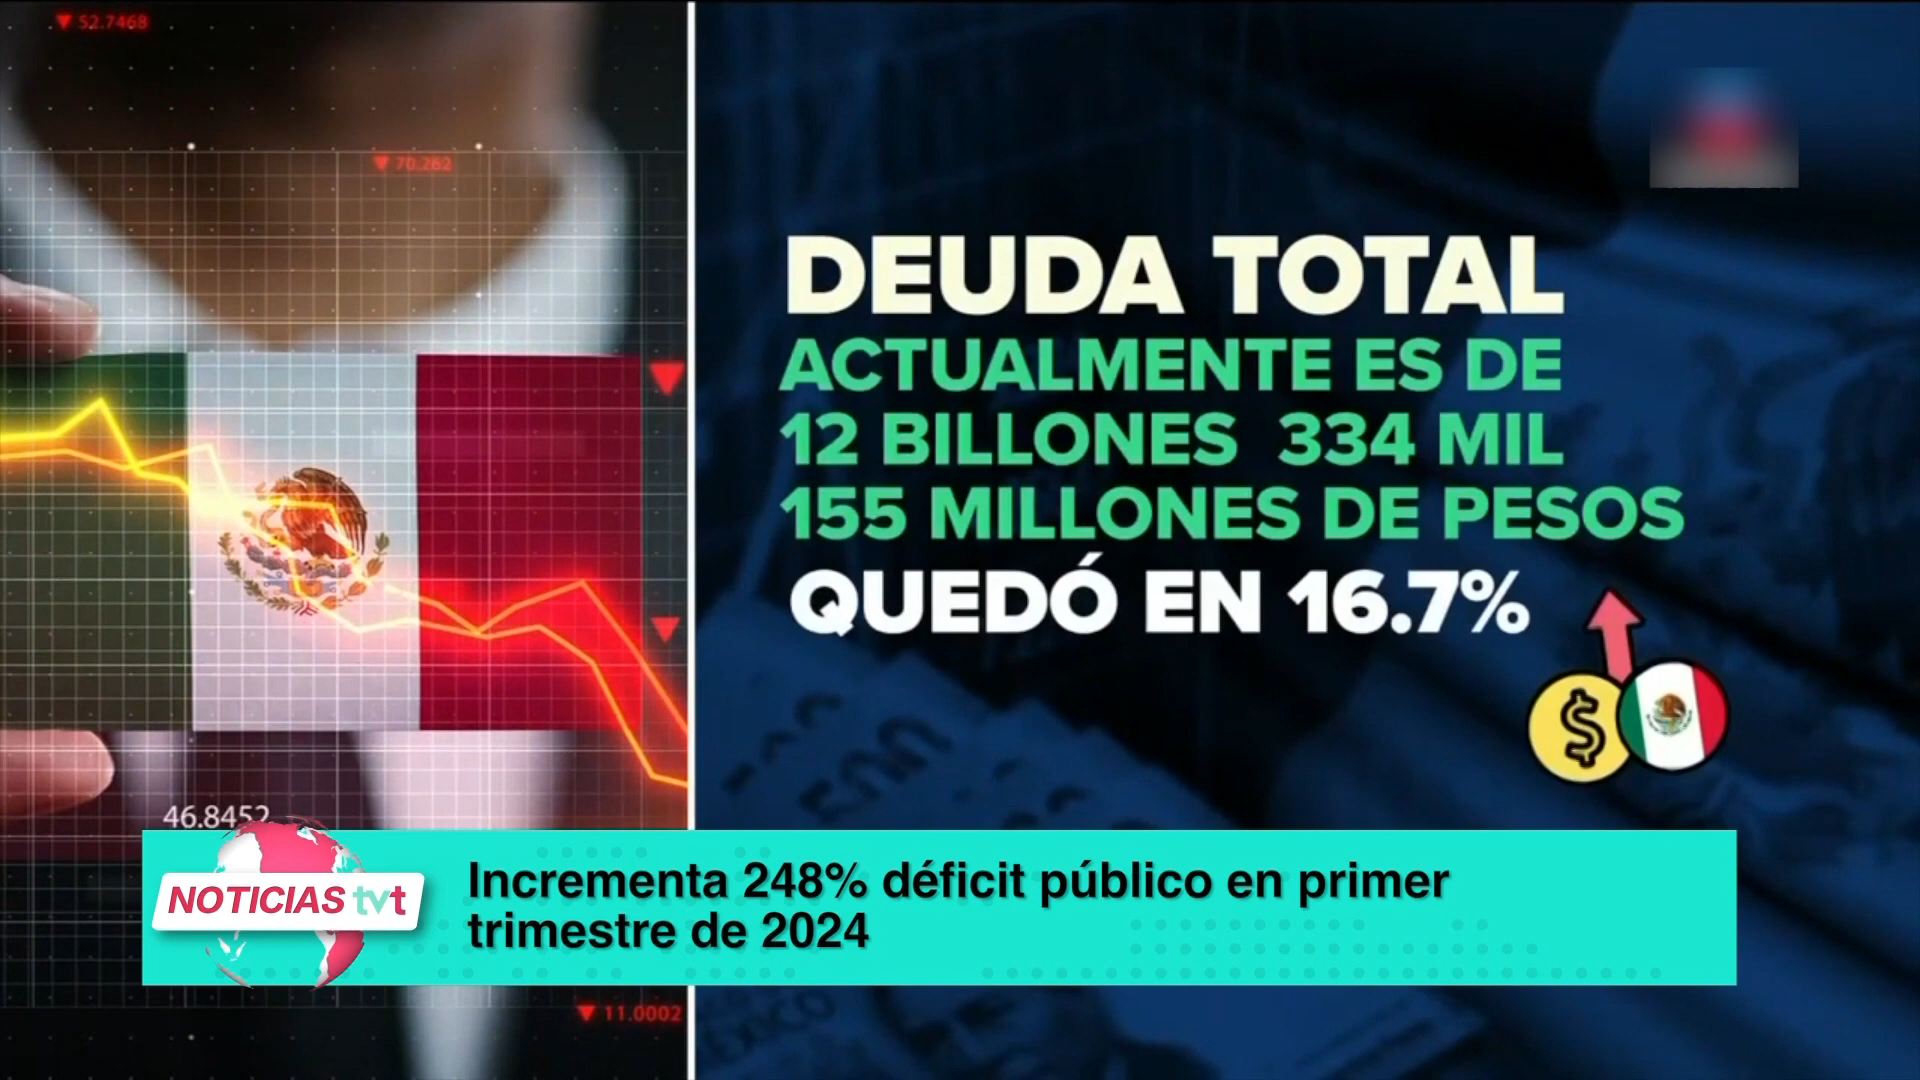 52.7468
70.262
DEUDA TOTAL
ACTUALMENTE ES DE
12 BILLONES 334 MIL
155 MILLONES DE PESOS
QUEDÓ EN 16.7%
46.8452
NOTICIAS tvt
Incrementa 248% déficit público en primer
trimestre de 2024
11.0002